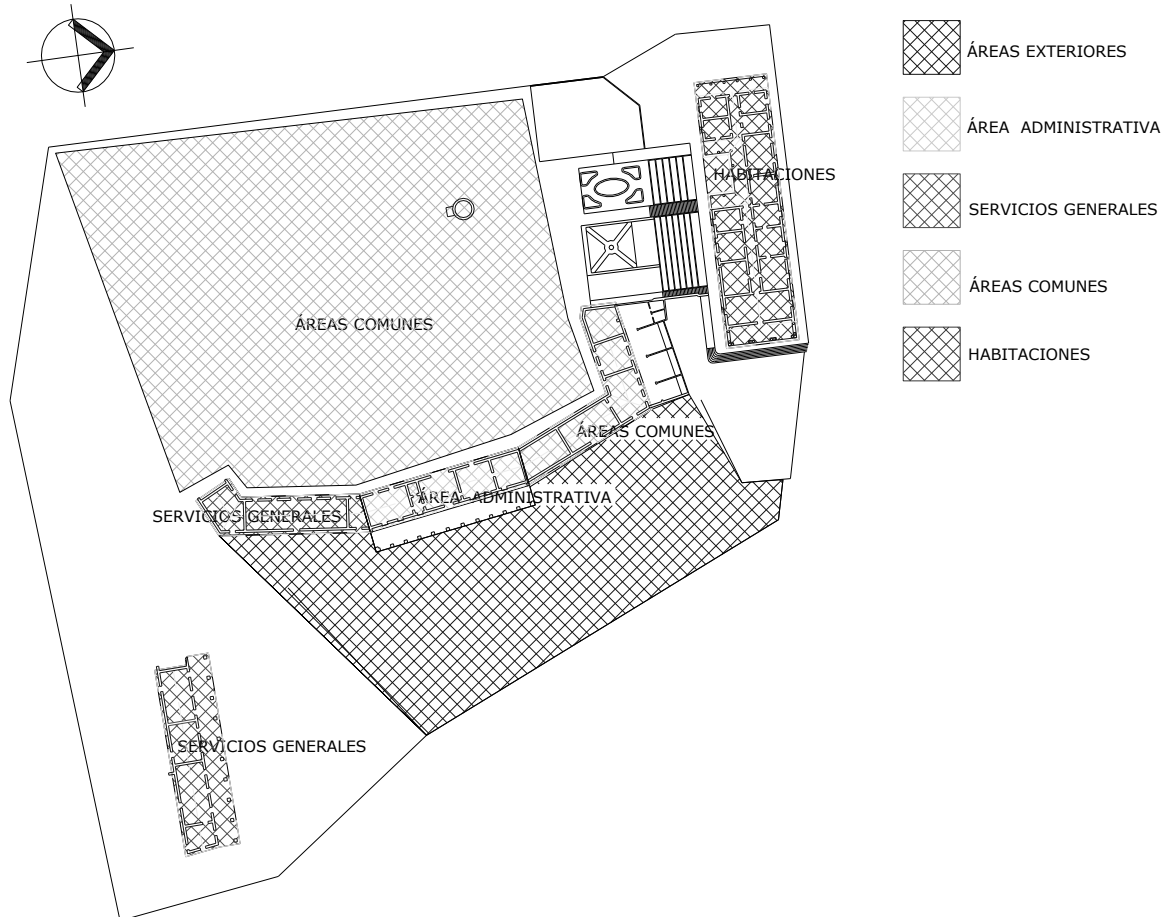 ÁREAS EXTERIORES
ÁREA ADMINISTRATIVA
HABITACIONES
SERVICIOS GENERALES
ÁREAS COMUNES
ÁREAS COMUNES
HABITACIONES
ÁREAS COMUNES
ÁREA ADMINISTRATIVA
SERVICIOS GENERALES
SERVICIOS GENERALES